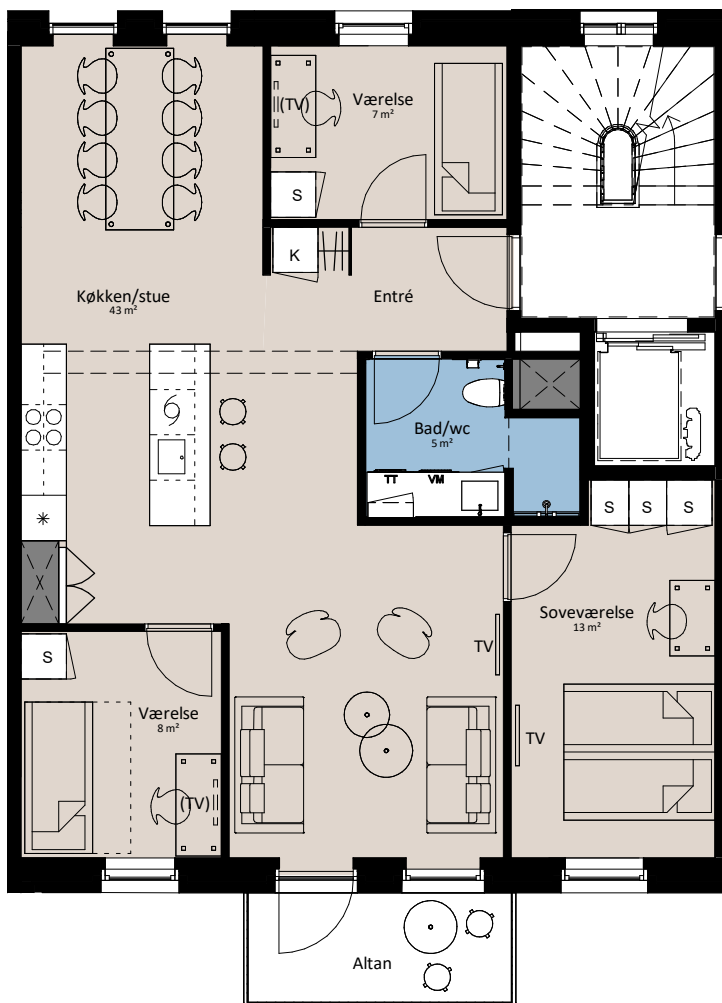 (TV)
Værelse
7 m²
S
K
Entré
Køkken/stue
43 m²
Bad/wc
5 m²
TT
VM
S
S
S
Soveværelse
13 m²
TV
S
Værelse
8 m²
TV
(TV)
Altan